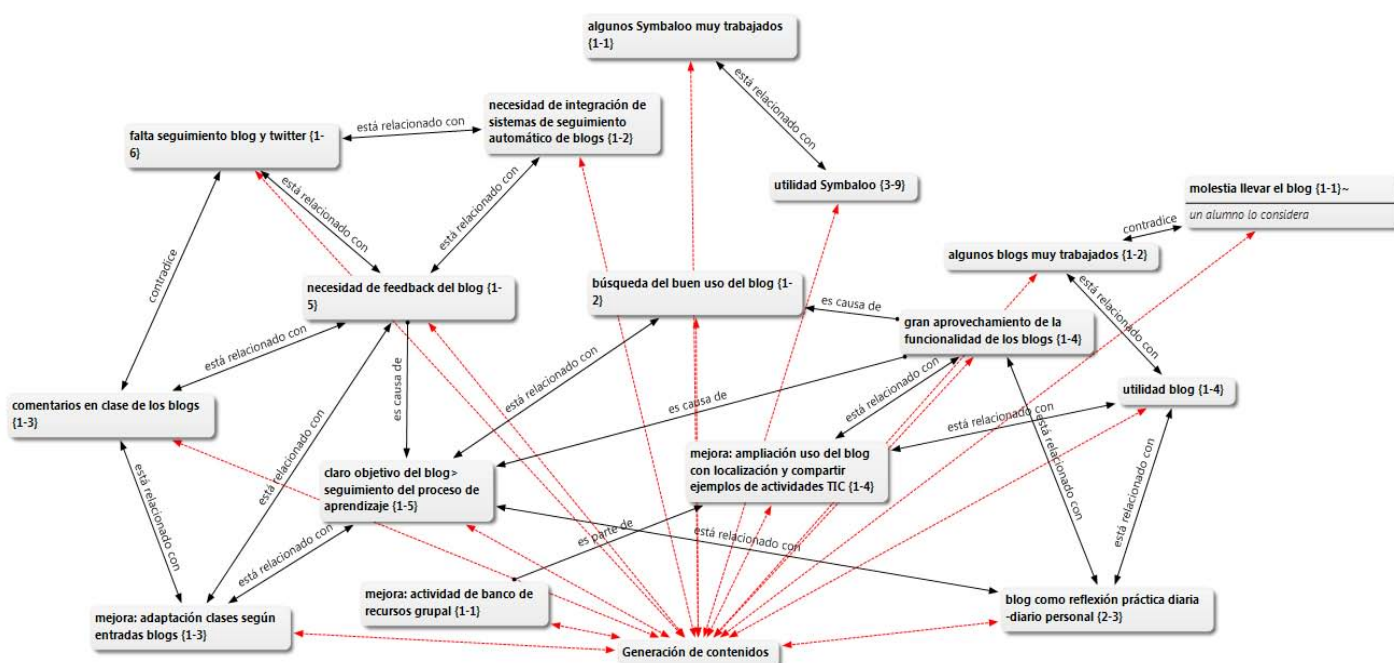 algunos Symbaloo muy trabajados
{1-1}
está relacionado con
necesidad de integración de
sistemas de seguimiento
automático de blogs {1-2}
está relacionado con
falta seguimiento blog y twitter {1-
6}
está relacionado con
está relacionado con
utilidad Symbaloo {3-9}
molestia llevar el blog {1-1}~
un alumno lo considera
contradice
algunos blogs muy trabajados {1-2}
contradice
necesidad de feedback del blog {1-
5}
búsqueda del buen uso del blog {1-
2}
es causa de
gran aprovechamiento de la
funcionalidad de los blogs {1-4}
está relacionado con
está relacionado con
es causa de
está relacionado con
es causa de
está relacionado con
utilidad blog {1-4}
comentarios en clase de los blogs
{1-3}
está relacionado con
está relacionado con
mejora: ampliación uso del blog
con localización y compartir
ejemplos de actividades TIC {1-4}
está relacionado con
claro objetivo del blog>
seguimiento del proceso de
aprendizaje {1-5}
está relacionado con
está relacionado con
está relacionado con
es parte de
está relacionado con
está relacionado con
mejora: actividad de banco de
recursos grupal {1-1}
blog como reflexión práctica diaria
-diario personal {2-3}
mejora: adaptación clases según
entradas blogs {1-3}
Generación de contenidos